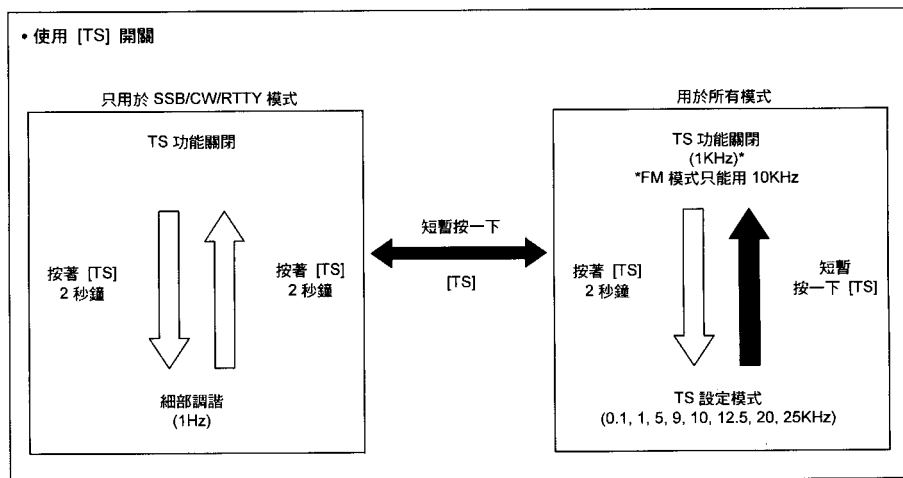 • 使用 [TS] 開關
只用於 SSB/CW/RTTY 模式
TS 功能關閉
按著 [TS]
2 秒鐘
按著 [TS]
2 秒鐘
細部調諧
(1Hz)
短暫按一下
[TS]
用於所有模式
TS 功能關閉
(1KHz)*
*FM 模式只能用 10KHz
按著 [TS]
2 秒鐘
短暫
按一下 [TS]
TS 設定模式
(0.1, 1, 5, 9, 10, 12.5, 20, 25KHz)